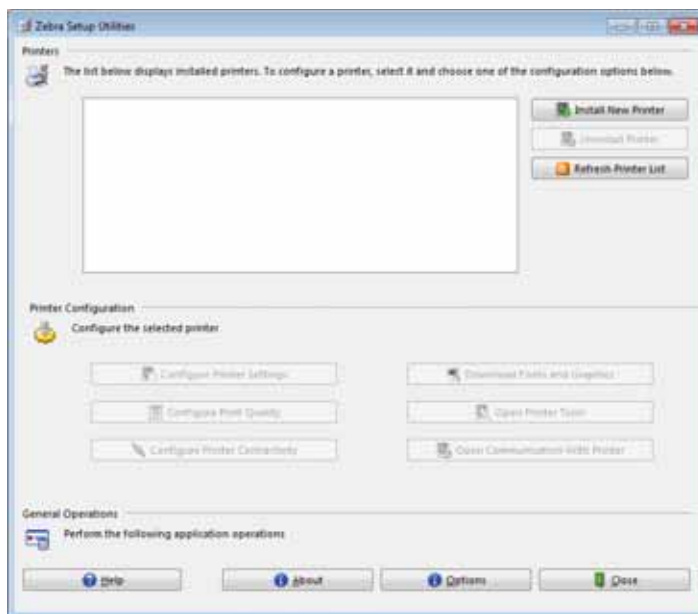 Zebra Setup Utilities
Printers
The list below displays installed printers. To configure a printer, select it and choose one of the configuration options below.
Install New Printer
Uninstall Printer
Refresh Printer List
Printer Configuration
Configure the selected printer
Configure Printer Settings
Download Fonts and Graphics
Configure Print Quality
Open Printer Tools
Configure Printer Connectivity
Open Communication With Printer
General Operations
Perform the following application operations
Help
About
Options
Close